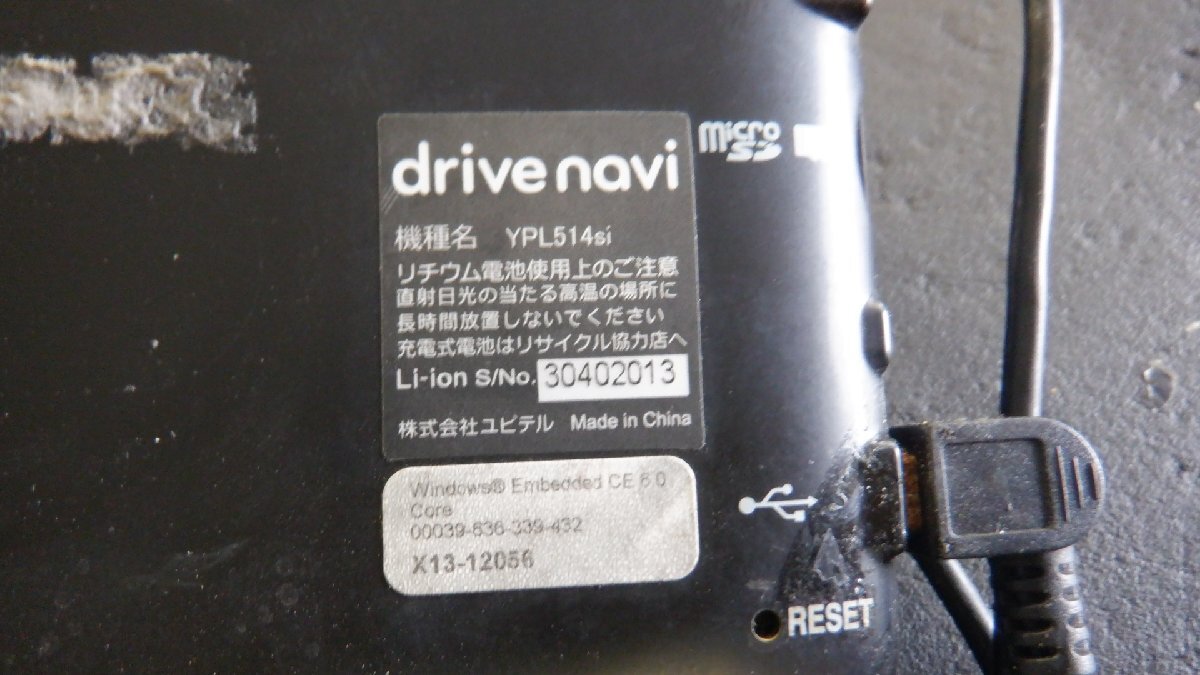 drive navi
micro SD
機種名 YPL514si
リチウム電池使用上のご注意
直射日光の当たる高温の場所に
長時間放置しないでください
充電式電池はリサイクル協力店へ
Li-ion S/No. 30402013
株式会社ユピテル Made in China
Windows® Embedded CE 6.0
Core
00039-836-339-432
X13-12056
RESET